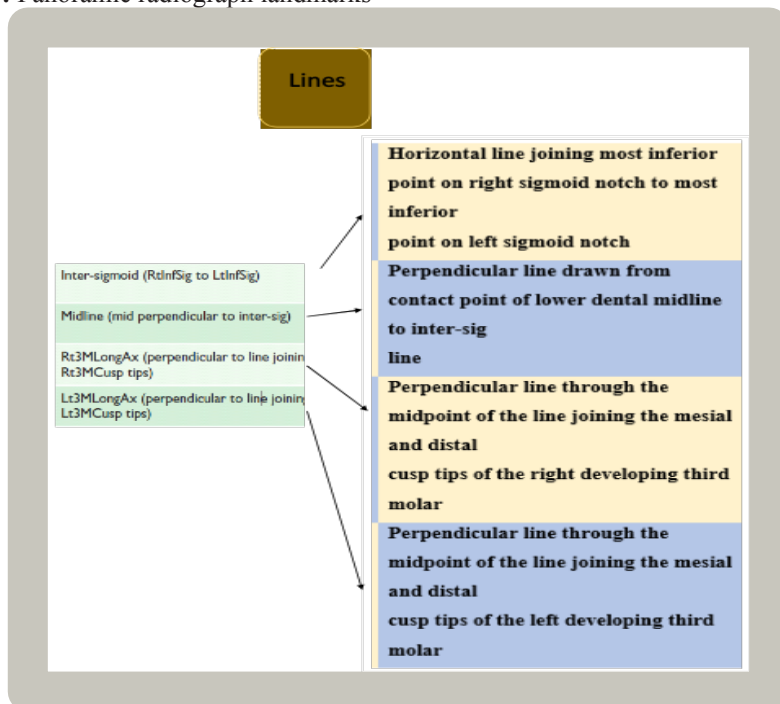 Panoramic radiograph landmarks
Lines
Inter-sigmoid (RtInfSig to LtInfSig)
Midline (mid perpendicular to inter-sig)
Rt3MLongAx (perpendicular to line joinin
Rt3MCusp tips)
Lt3MLongAx (perpendicular to line joining
Lt3MCusp tips)
Horizontal line joining most inferior
point on right sigmoid notch to most
inferior
point on left sigmoid notch
Perpendicular line drawn from
contact point of lower dental midline
to inter-sig
line
Perpendicular line through the
midpoint of the line joining the mesial
and distal
cusp tips of the right developing third
molar
Perpendicular line through the
midpoint of the line joining the mesial
and distal
cusp tips of the left developing third
molar